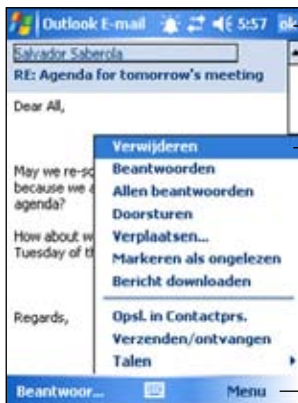 Outlook E-mail 5:57 ok
Salvador Saberola
RE: Agenda for tomorrow's meeting
Dear All,
May we re-sc
because we a
agenda?
How about w
Tuesday of th
Regards,
Verwijderen
Beantwoorden
Allen beantwoorden
Doorsturen
Verplaatsen...
Markeren als ongelezen
Bericht downloaden
Opsl. in Contactprs.
Verzenden/ontvangen
Talen
Beantwoor... Menu